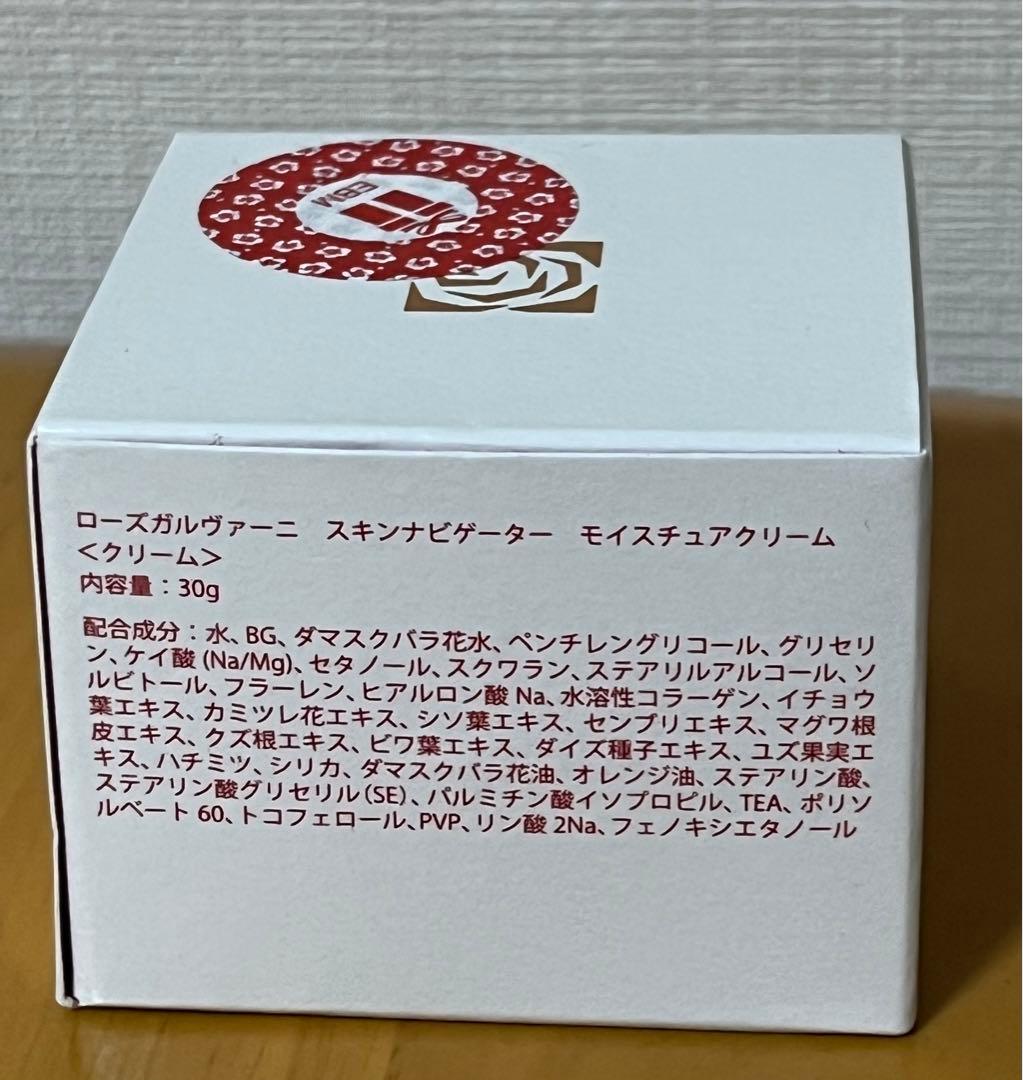 ローズガルヴァーニ　スキンナビゲーター　モイスチュアクリーム
＜クリーム＞
内容量：30g
配合成分：水、BG、ダマスクバラ花水、ペンチレングリコール、グリセリ
ン、ケイ酸 (Na/Mg)、セタノール、スクワラン、ステアリルアルコール、ソ
ルビトール、フラーレン、ヒアルロン酸 Na、水溶性コラーゲン、イチョウ
葉エキス、カミツレ花エキス、シソ葉エキス、センブリエキス、マグワ根
皮エキス、クズ根エキス、ビワ葉エキス、ダイズ種子エキス、ユズ果実エ
キス、ハチミツ、シリカ、ダマスクバラ花油、オレンジ油、ステアリン酸、
ステアリン酸グリセリル（SE）、パルミチン酸イソプロピル、TEA、ポリソ
ルベート 60、トコフェロール、PVP、リン酸 2Na、フェノキシエタノール